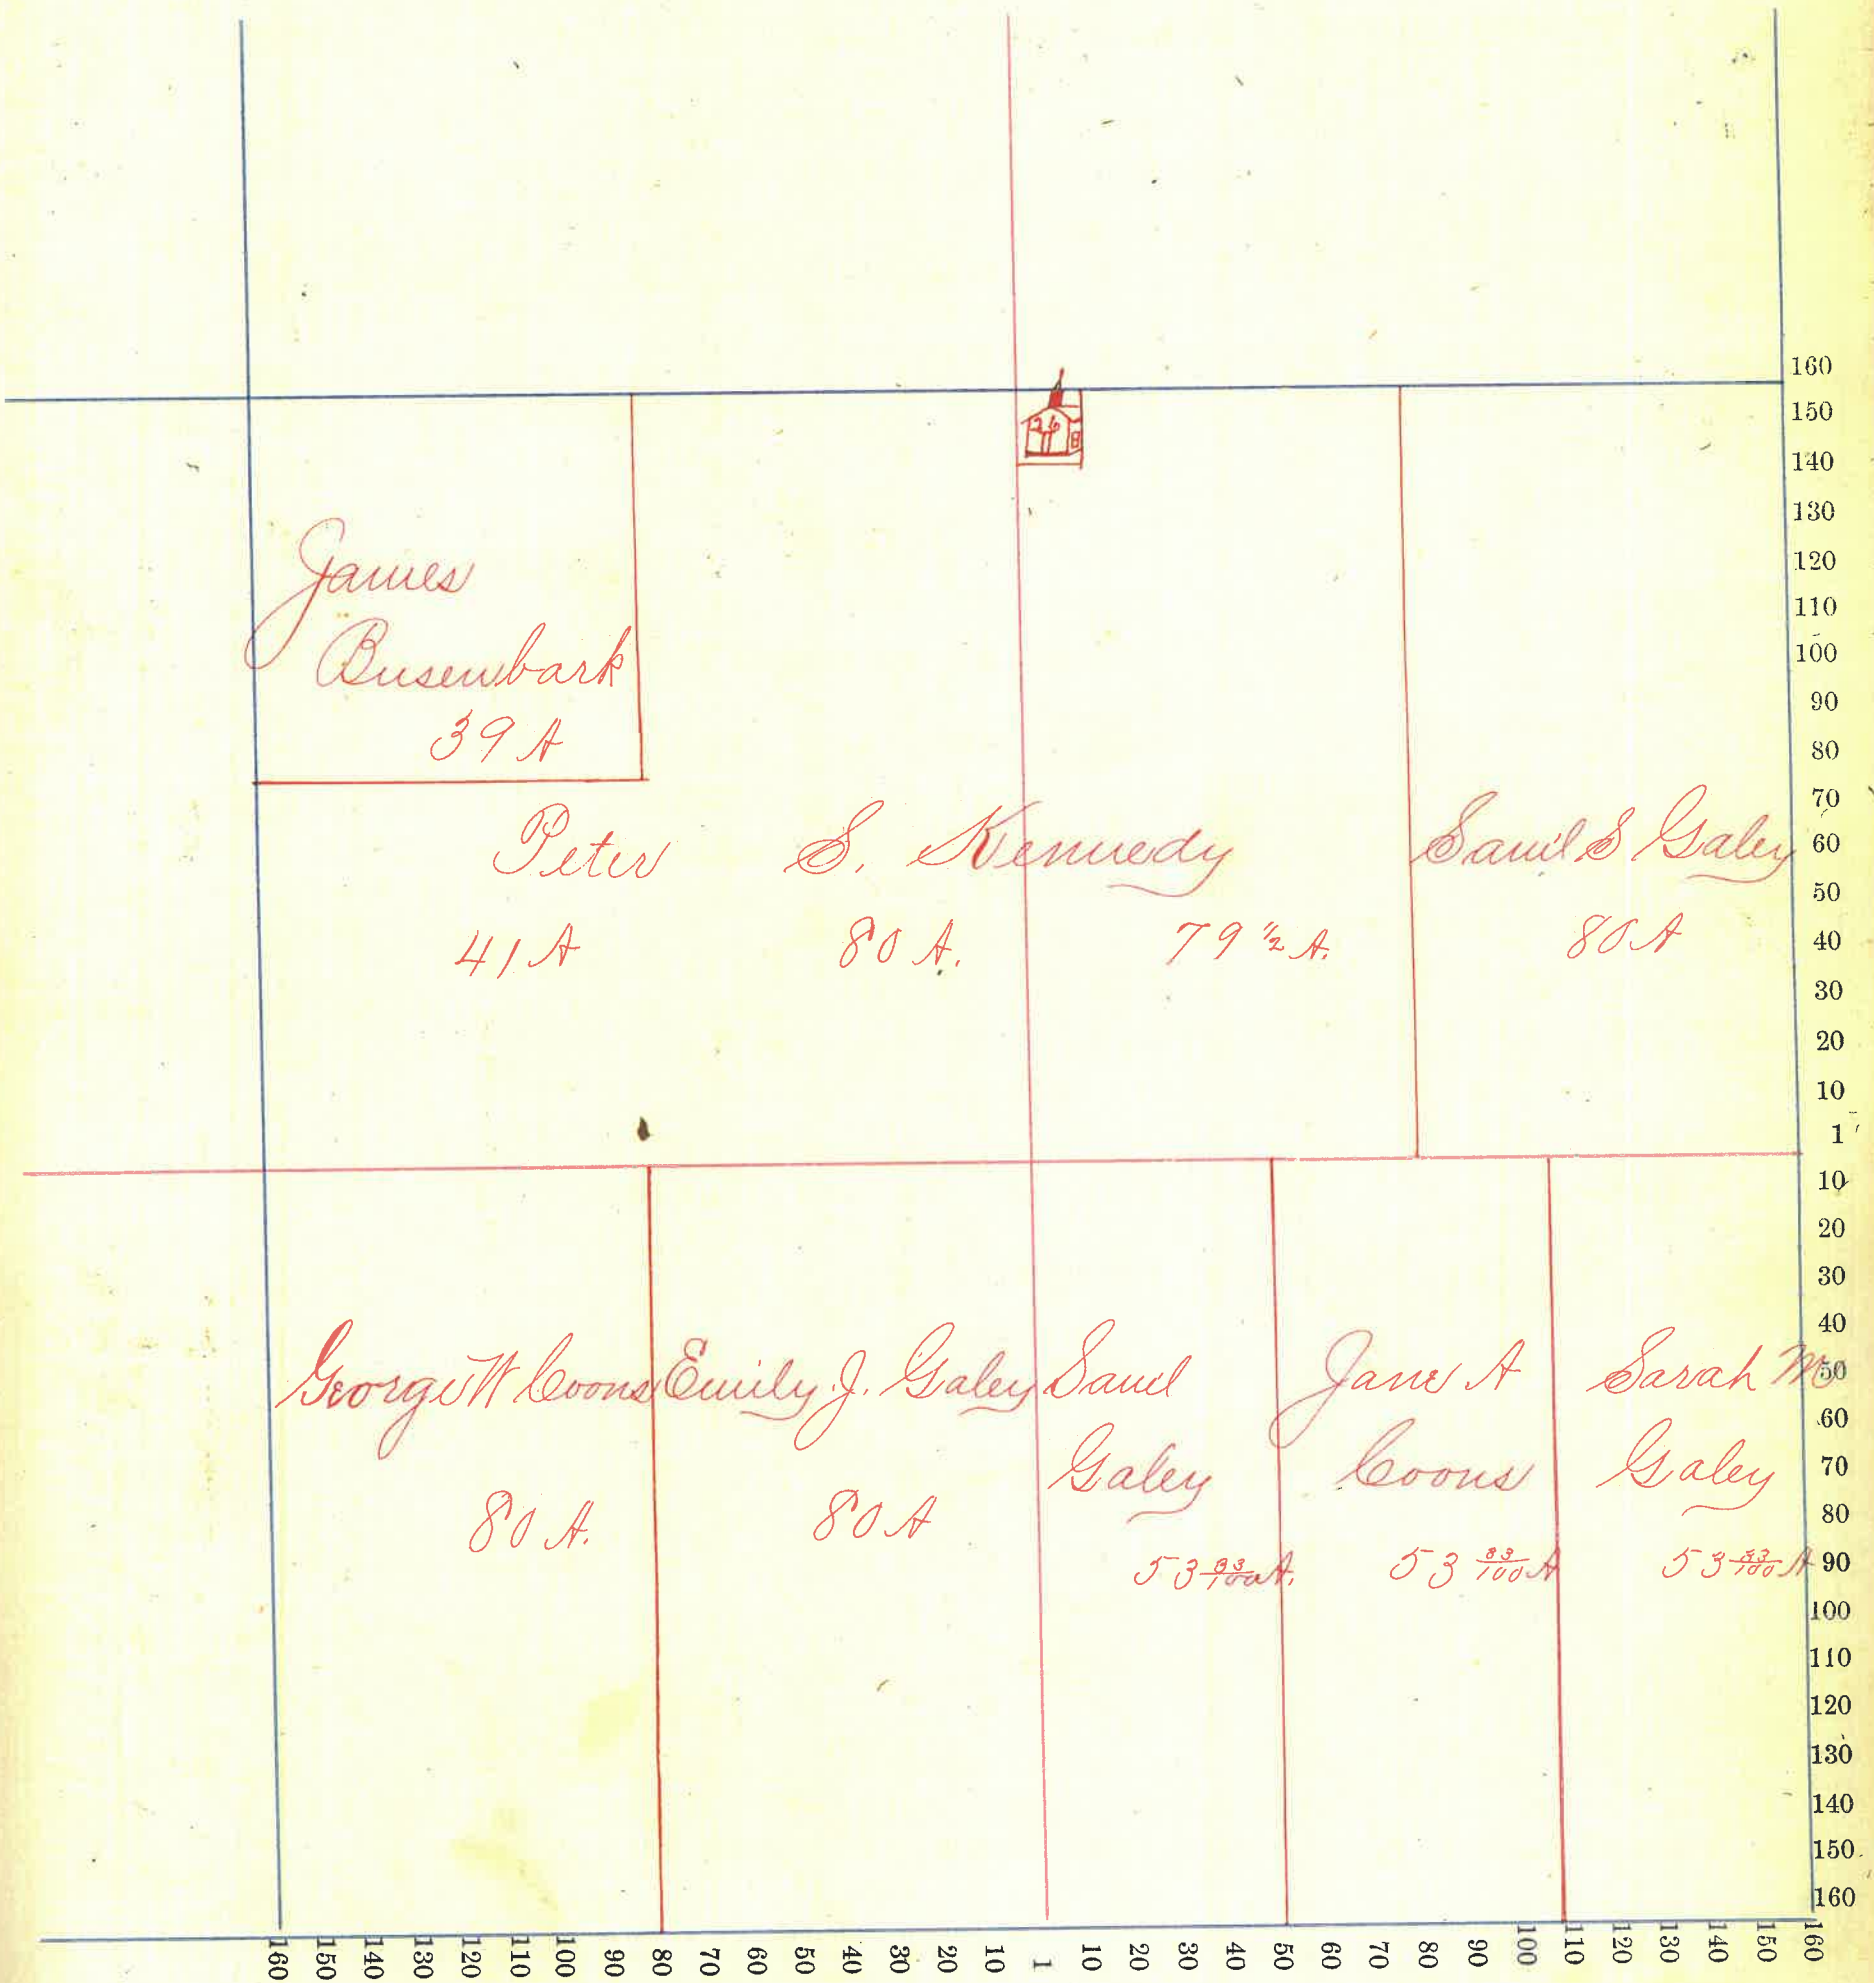 26
James
Busenbark
39 A
Peter S. Kennedy
41 A
80 A.
79 ½ A.
Saml S Galey
80 A
George W Coons
80 A.
Emily J. Galey
80 A
Saml
Galey
53 33/100 A.
Jane A
Coons
53 33/100 A
Sarah M
Galey
53 33/100 A
160
150
140
130
120
110
100
90
80
70
60
50
40
30
20
10
1
10
20
30
40
50
60
70
80
90
100
110
120
130
140
150
160
160 150 140 130 120 110 100 90 80 70 60 50 40 30 20 10 1 10 20 30 40 50 60 70 80 90 100 110 120 130 140 150 160